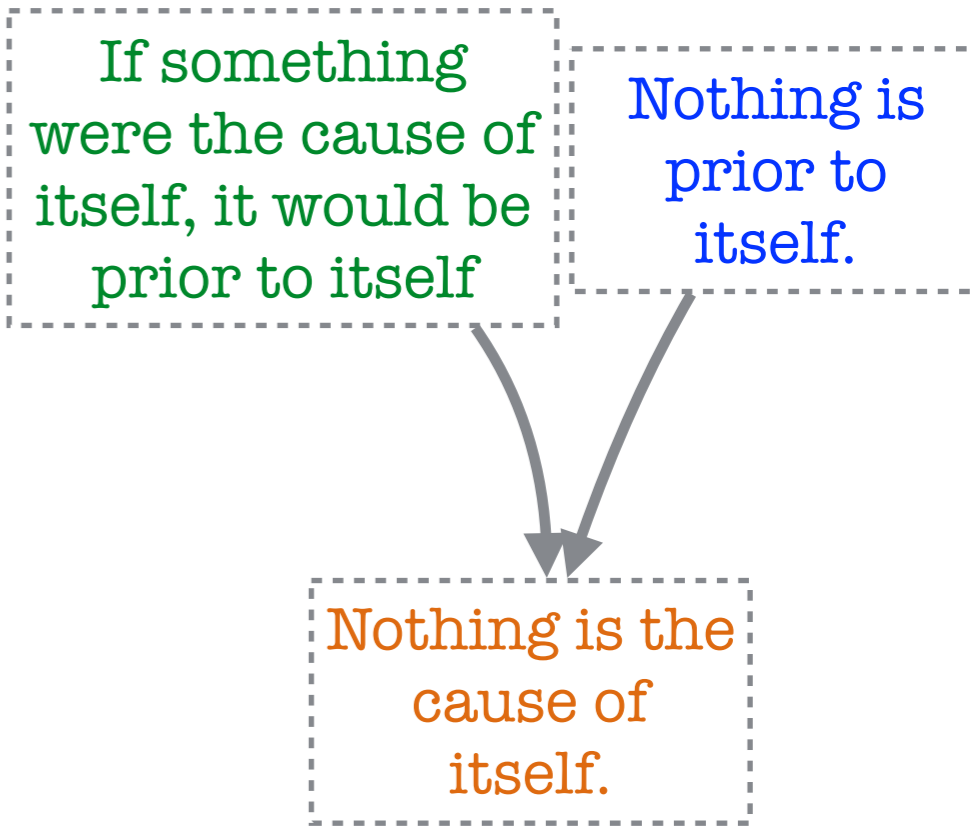 If something
were the cause of
itself, it would be
prior to itself
Nothing is
prior to
itself.
Nothing is the
cause of
itself.